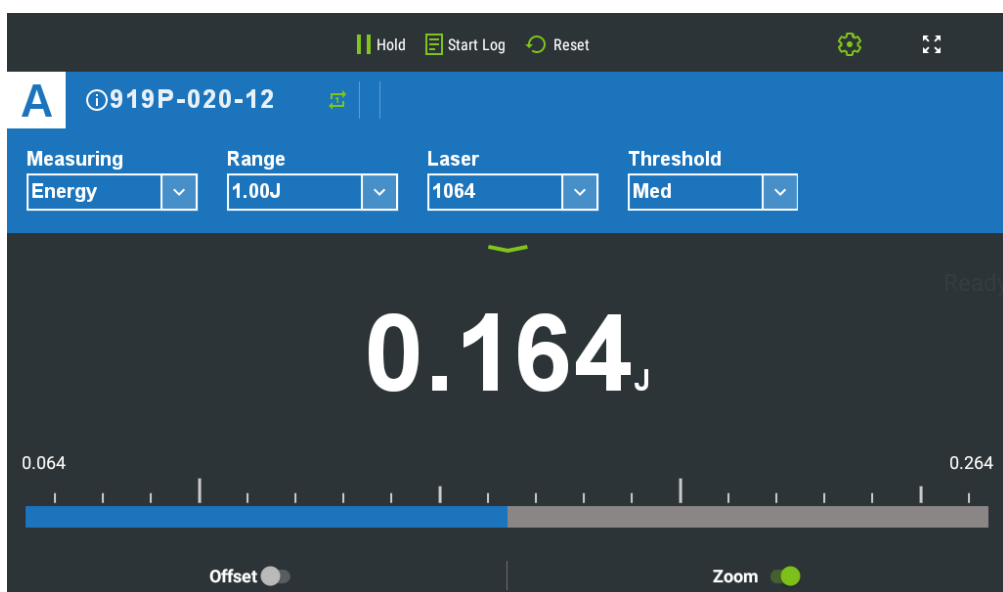 Hold Start Log Reset
A 919P-020-12
Measuring Range Laser Threshold
Energy 1.00J 1064 Med
Ready
0.164 J
0.064 0.264
Offset Zoom